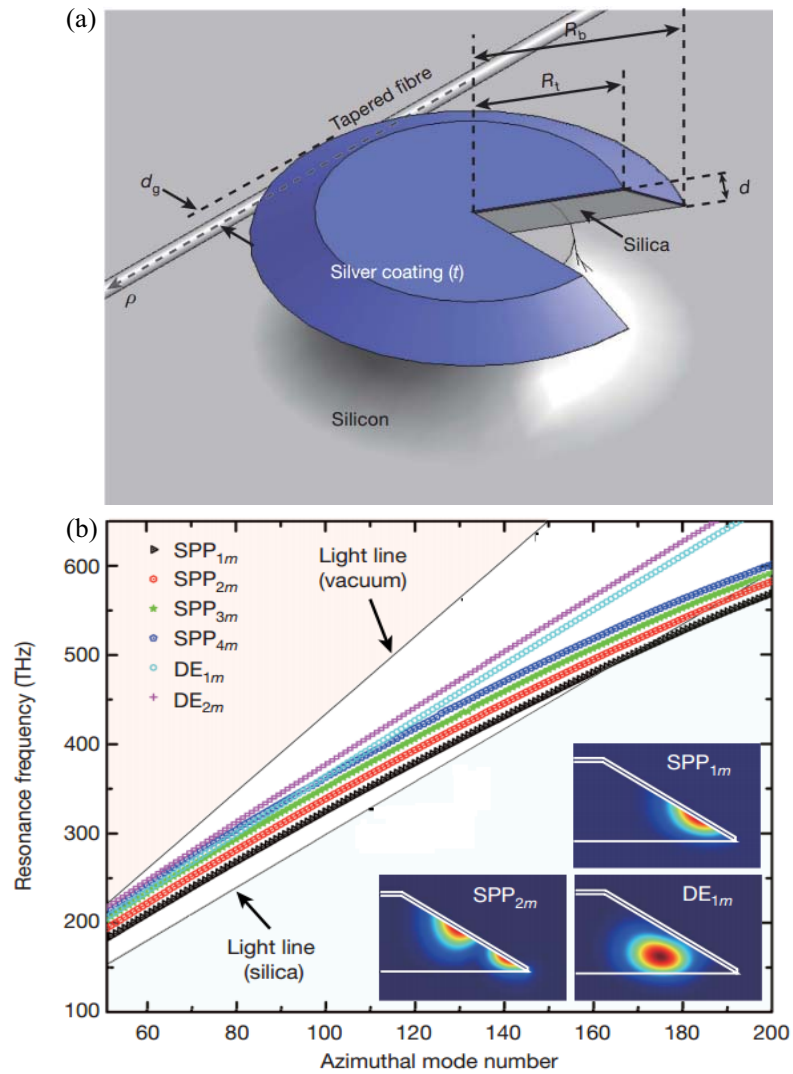 (a)
R_b
R_t
Tapered fibre
d_g
d
Silica
Silver coating (t)
ρ
Silicon
(b)
600
500
400
300
200
100
Resonance frequency (THz)
SPP_1m
SPP_2m
SPP_3m
SPP_4m
DE_1m
DE_2m
Light line
(vacuum)
Light line
(silica)
SPP_1m
SPP_2m
DE_1m
60 80 100 120 140 160 180 200
Azimuthal mode number